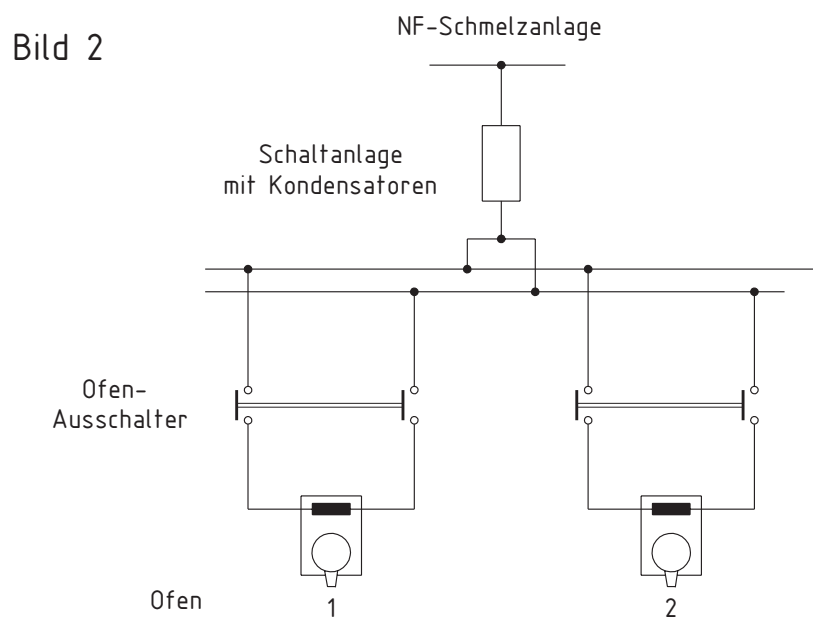 Bild 2
NF-Schmelzanlage
Schaltanlage
mit Kondensatoren
Ofen-
Ausschalter
Ofen 1 2